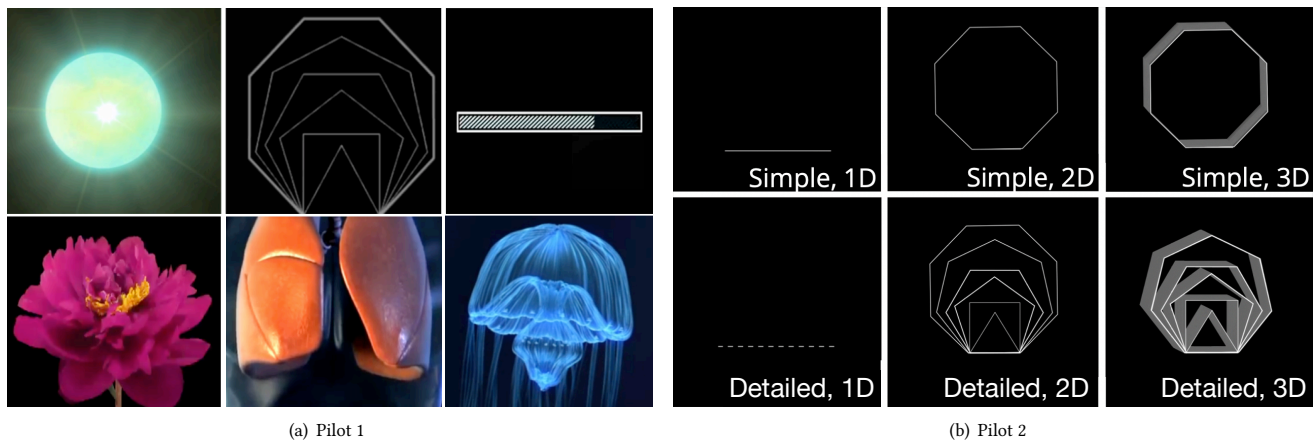 Simple, 1D
Simple, 2D
Simple, 3D
Detailed, 1D
Detailed, 2D
Detailed, 3D
(a) Pilot 1
(b) Pilot 2